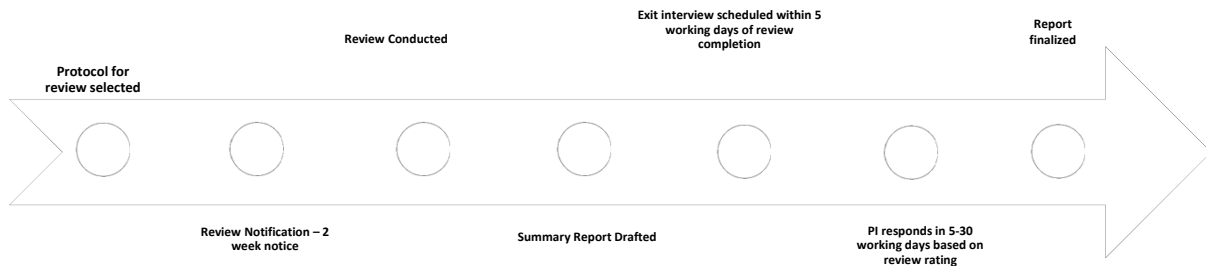 Protocol for
review selected
Review Notification – 2
week notice
Review Conducted
Summary Report Drafted
Exit interview scheduled within 5
working days of review
completion
PI responds in 5-30
working days based on
review rating
Report
finalized